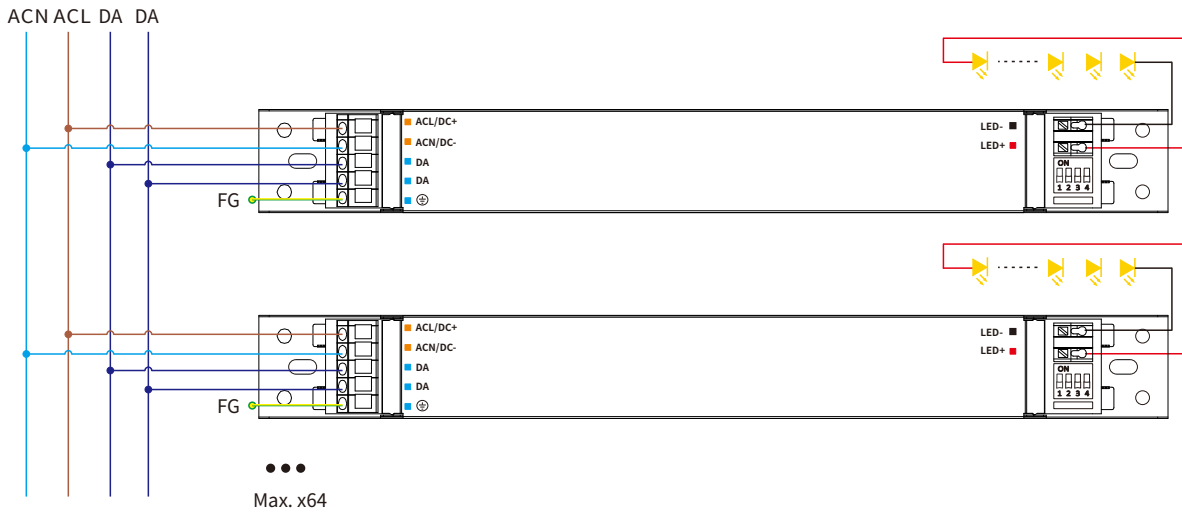 ACN ACL DA DA
ACL/DC+
ACN/DC-
DA
DA
FG
LED-
LED+
ON
1 2 3 4
ACL/DC+
ACN/DC-
DA
DA
FG
LED-
LED+
ON
1 2 3 4
Max. x64